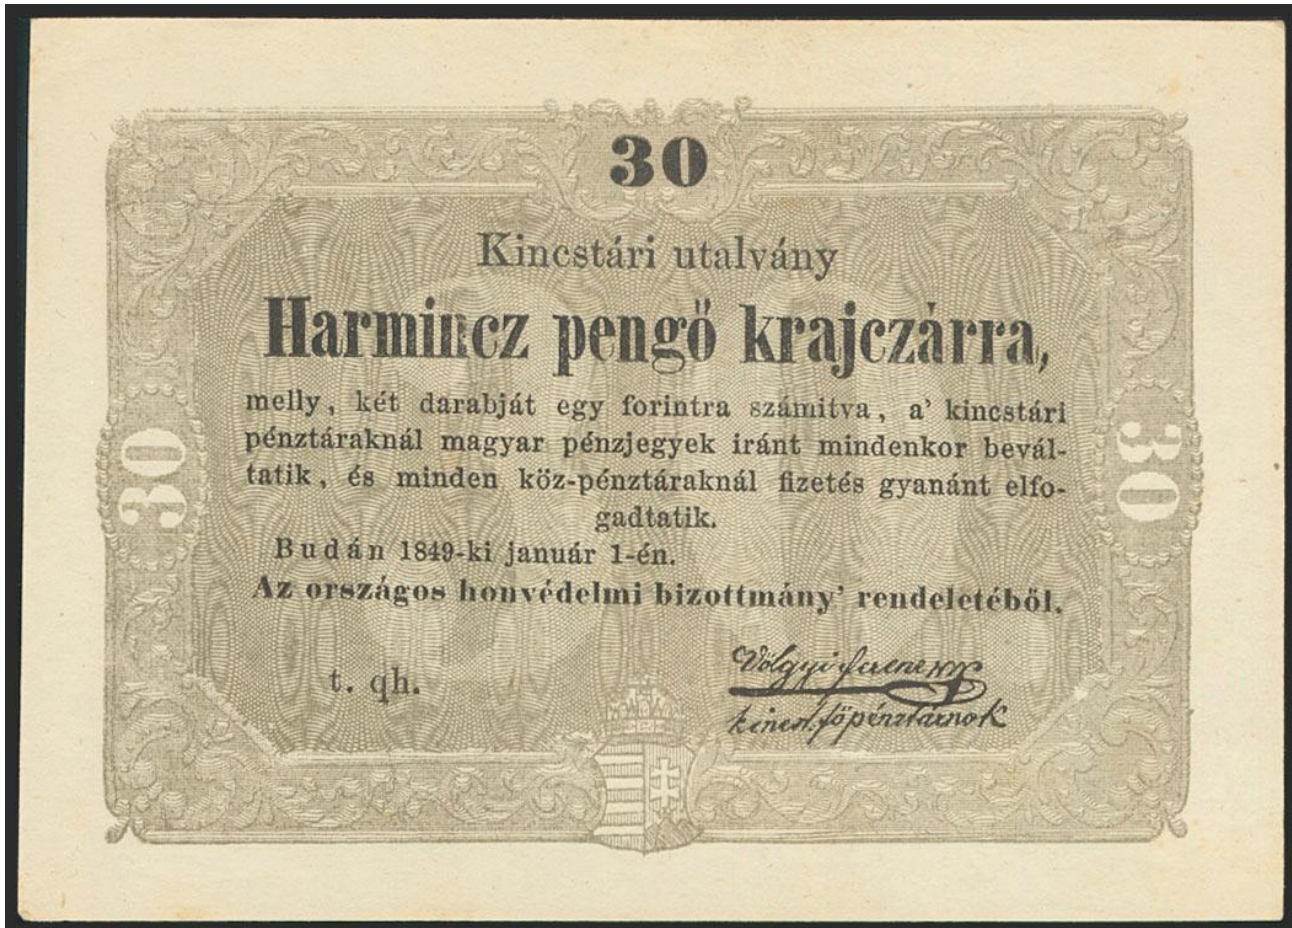 30
Kincstári utalvány
Harmincz pengő krajczárra,
melly, két darabját egy forintra számitva, a' kincstári
pénztáraknál magyar pénzjegyek iránt mindenkor bevál-
tatik, és minden köz-pénztáraknál fizetés gyanánt elfo-
gadtatik.
Budán 1849-ki január 1-én.
Az országos honvédelmi bizottmány' rendeletéből.
30
30
t. qh.
Völgyi Ferencz
kincst. főpénztárnok